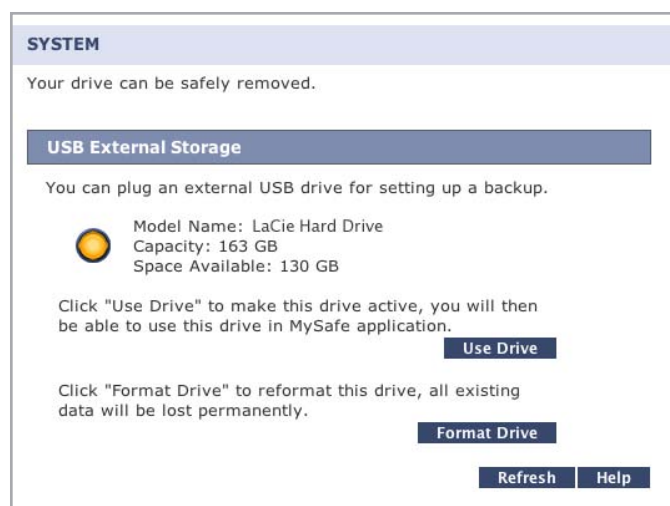 SYSTEM
Your drive can be safely removed.
USB External Storage
You can plug an external USB drive for setting up a backup.
Model Name: LaCie Hard Drive
Capacity: 163 GB
Space Available: 130 GB
Click "Use Drive" to make this drive active, you will then
be able to use this drive in MySafe application.
Use Drive
Click "Format Drive" to reformat this drive, all existing
data will be lost permanently.
Format Drive
Refresh Help